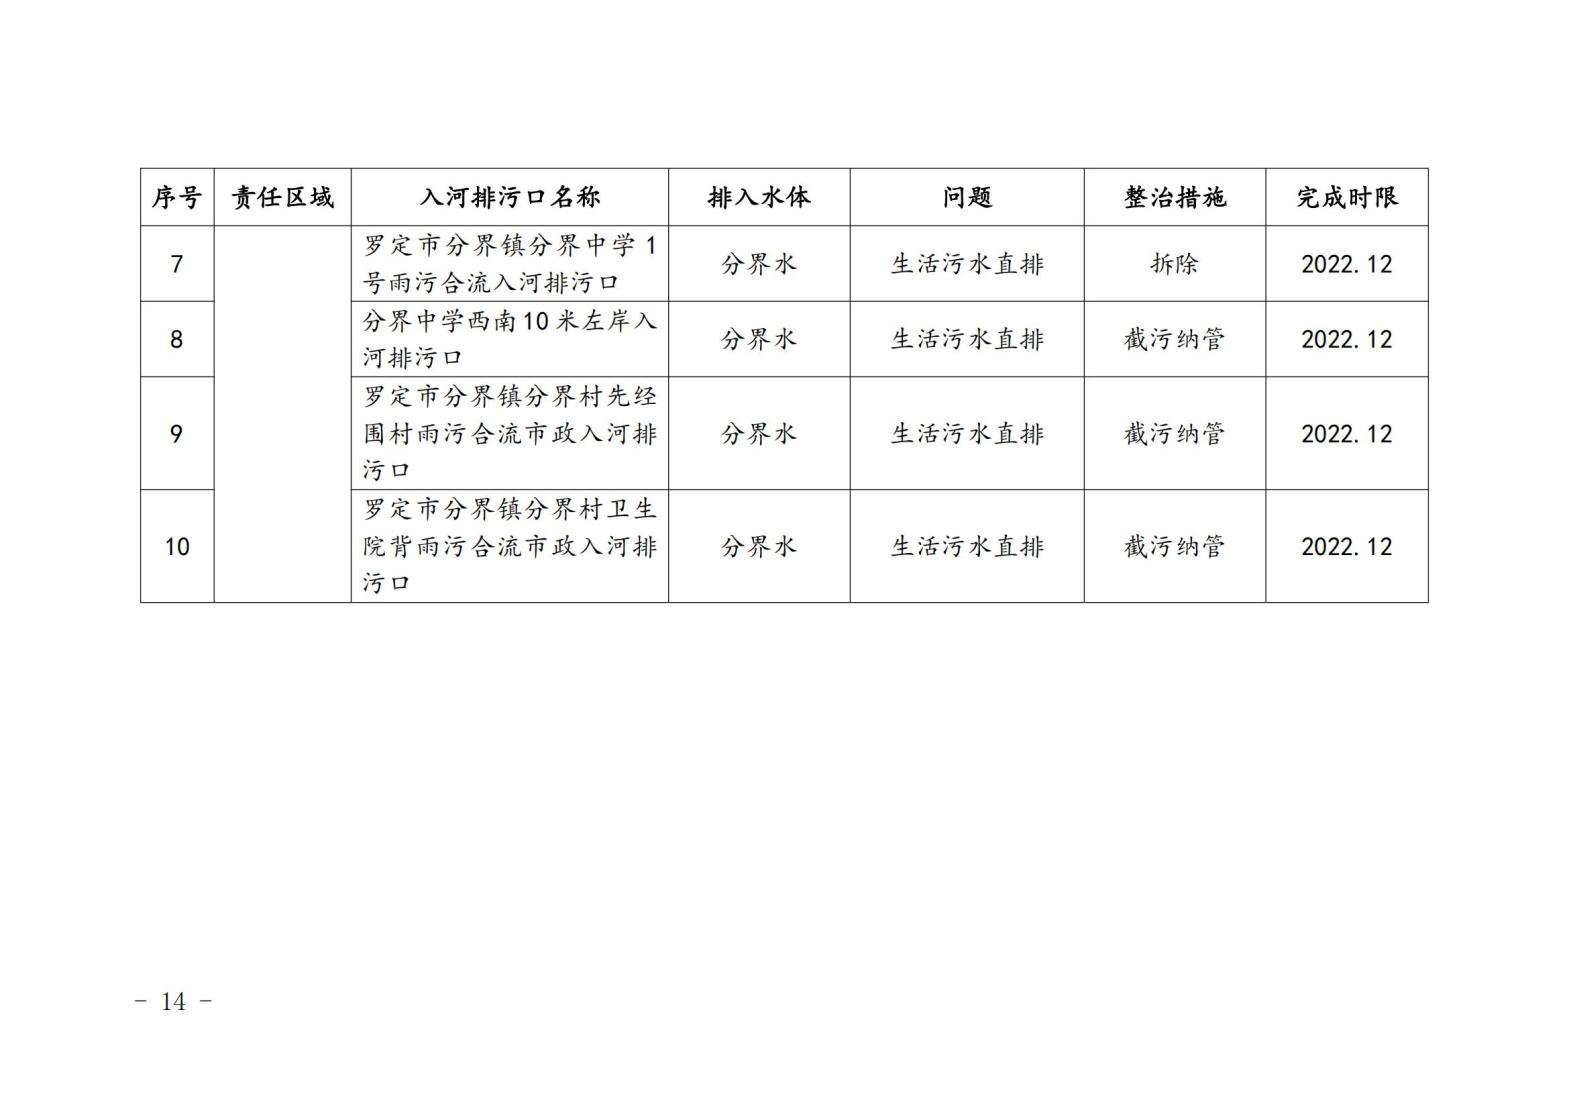 序号 责任区域 入河排污口名称 排入水体 问题 整治措施 完成时限
7 罗定市分界镇分界中学 1 号雨污合流入河排污口 分界水 生活污水直排 拆除 2022.12
8 分界中学西南10 米左岸入河排污口 分界水 生活污水直排 截污纳管 2022.12
9 罗定市分界镇分界村先经围村雨污合流市政入河排污口 分界水 生活污水直排 截污纳管 2022.12
10 罗定市分界镇分界村卫生院背雨污合流市政入河排污口 分界水 生活污水直排 截污纳管 2022.12
- 14 -